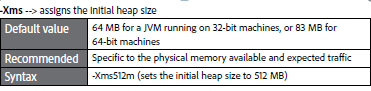 -Xms --> assigns the initial heap size
Default value 64 MB for a JVM running on 32-bit machines, or 83 MB for
64-bit machines
Recommended Specific to the physical memory available and expected traffic
Syntax -Xms512m (sets the initial heap size to 512 MB)